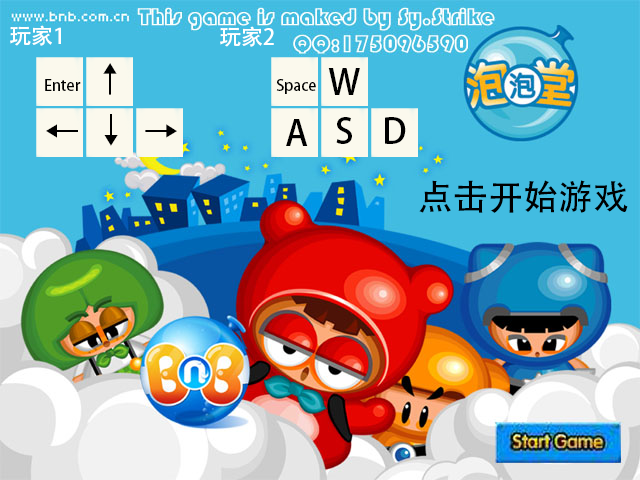 www.bnb.com.cn
This game is maked by Sy.Strike
玩家1
玩家2
QQ:175096590
Enter ↑
← ↓ →
Space W
A S D
泡泡堂
点击开始游戏
BnB
Start Game